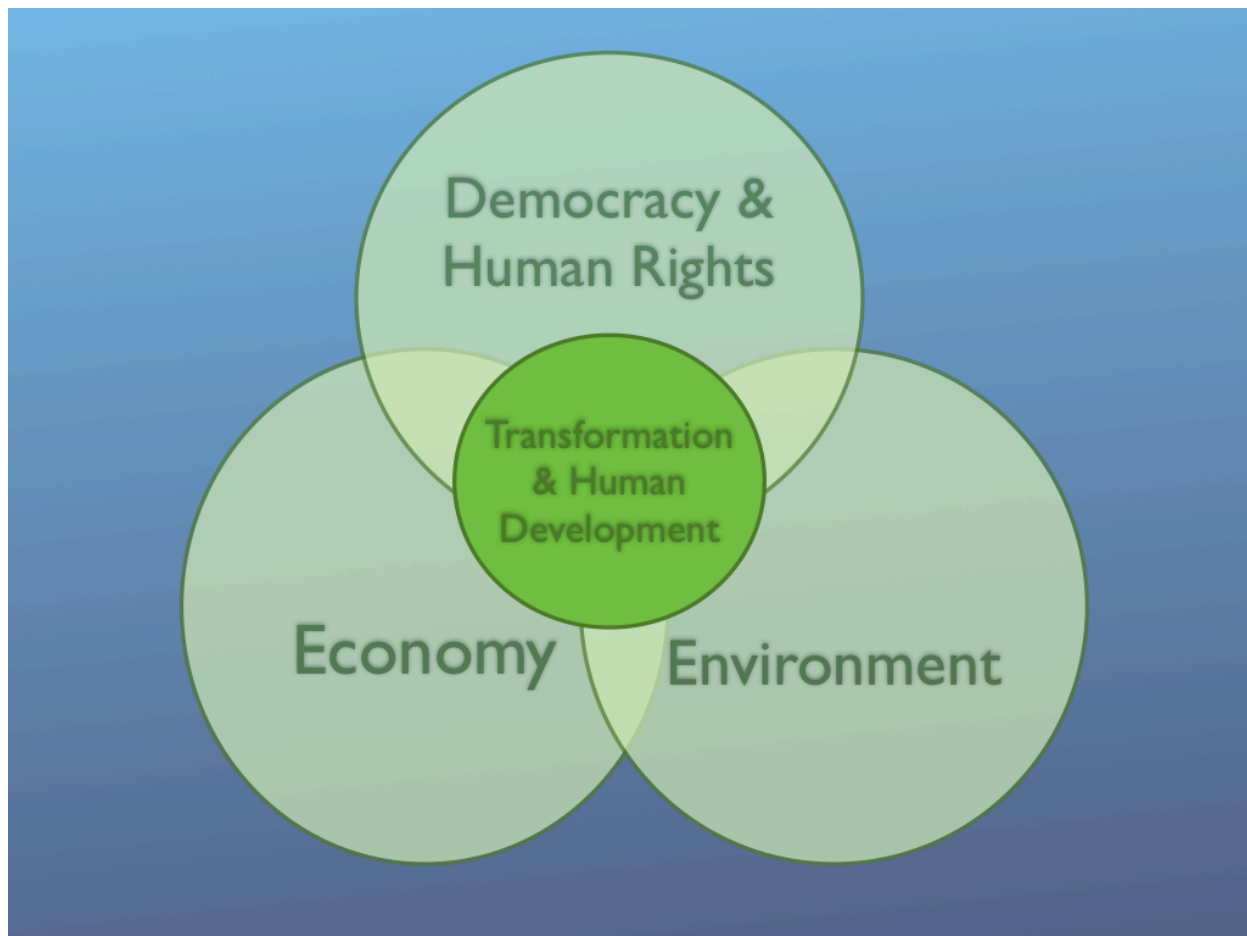 Democracy &
Human Rights
Transformation
& Human
Development
Economy
Environment